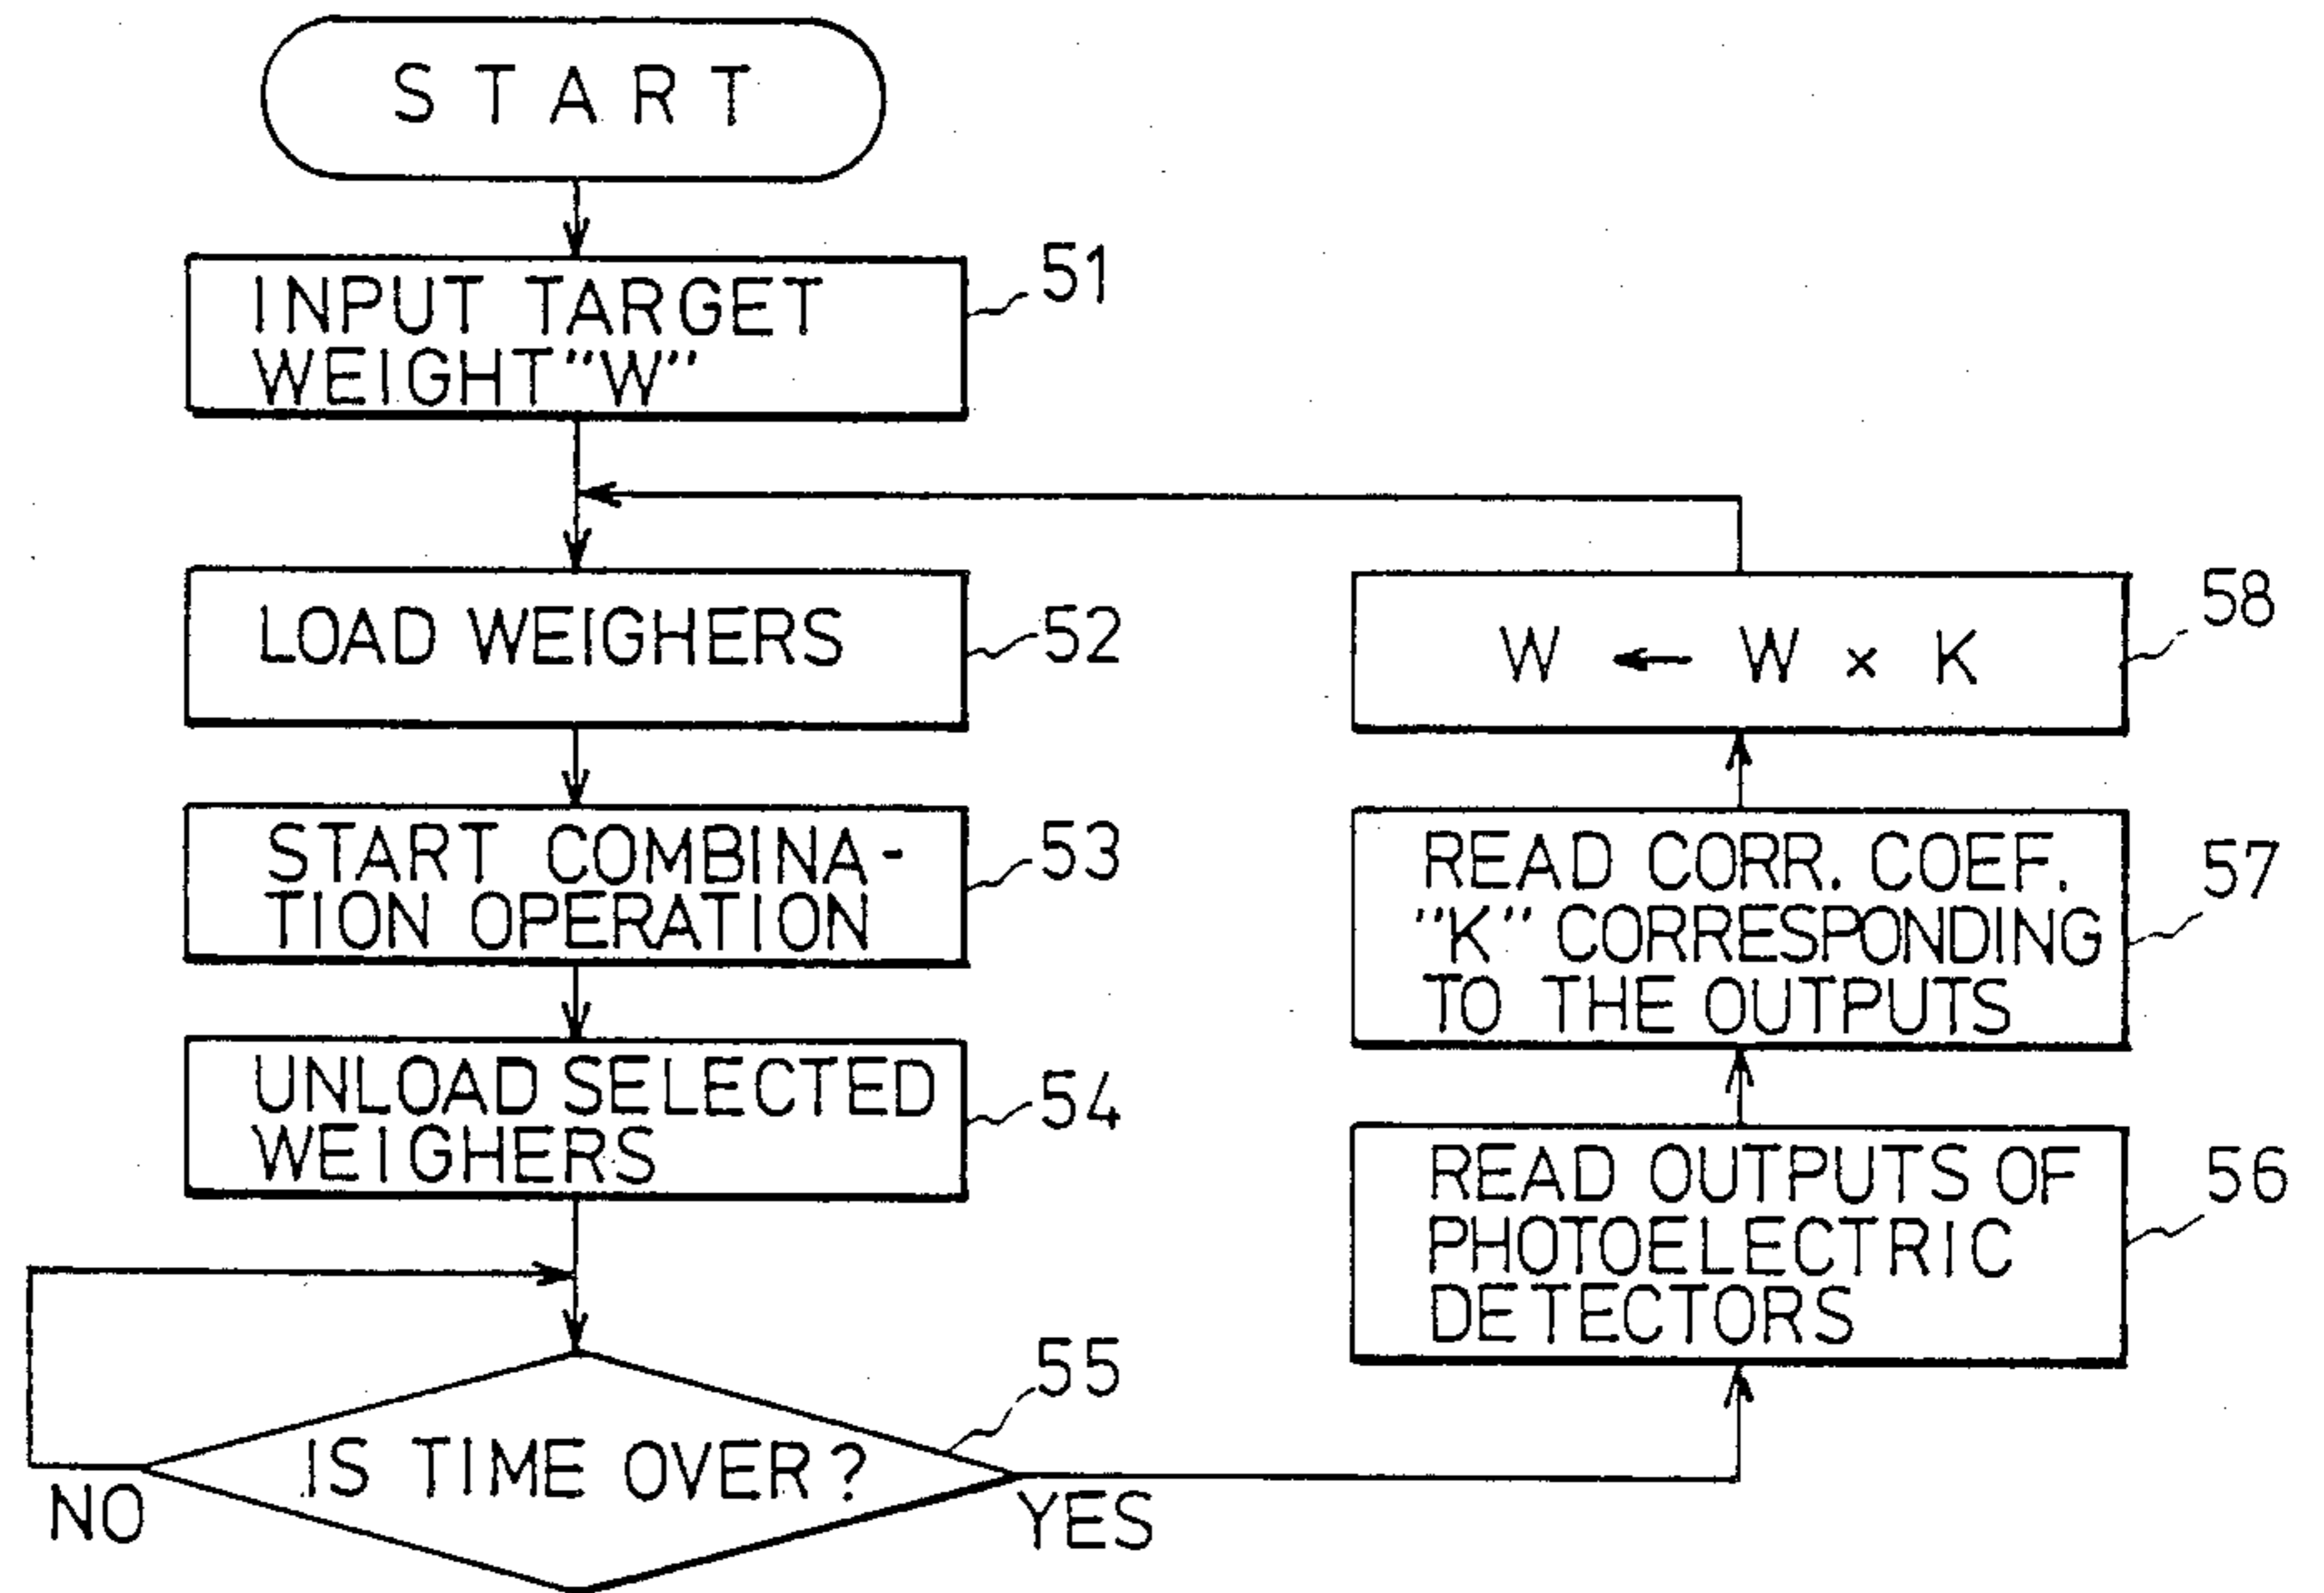 START
INPUT TARGET
WEIGHT "W"
51
LOAD WEIGHERS
52
START COMBINA-
TION OPERATION
53
UNLOAD SELECTED
WEIGHERS
54
IS TIME OVER?
55
NO
YES
READ OUTPUTS OF
PHOTOELECTRIC
DETECTORS
56
READ CORR. COEF.
"K" CORRESPONDING
TO THE OUTPUTS
57
W ← W × K
58